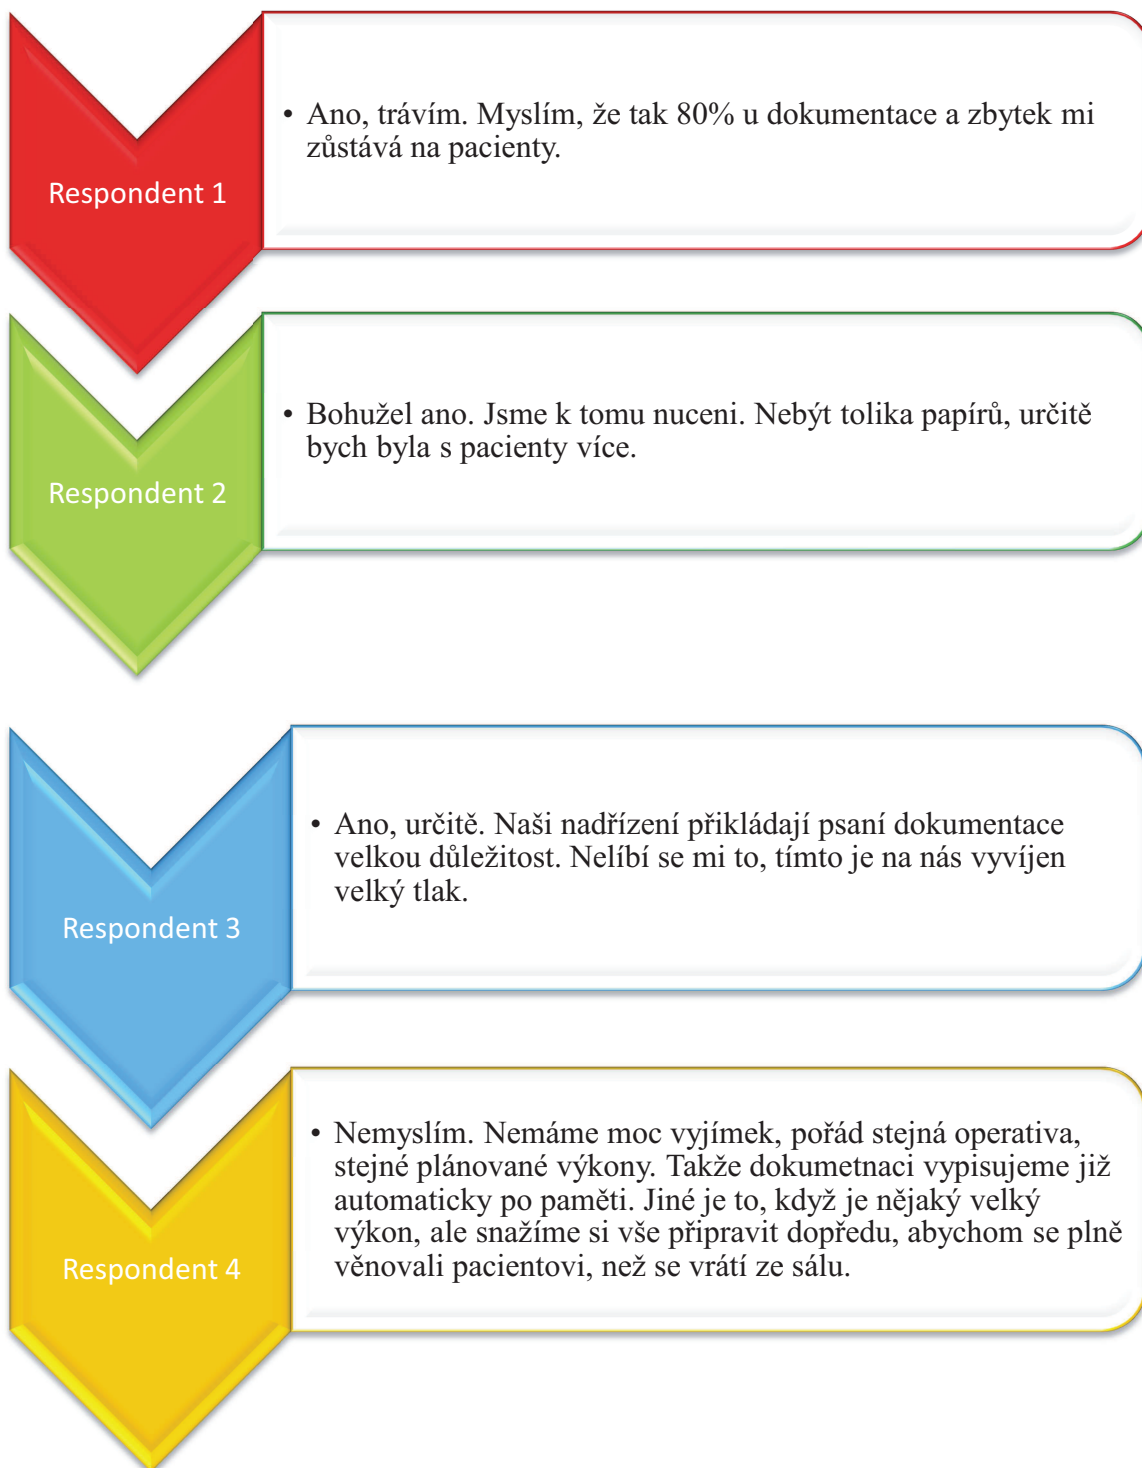 Respondent 1
• Ano, trávím. Myslím, že tak 80% u dokumentace a zbytek mi
zůstává na pacienty.
Respondent 2
• Bohužel ano. Jsme k tomu nuceni. Nebýt tolika papírů, určitě
bych byla s pacienty více.
Respondent 3
• Ano, určitě. Naši nadřízení přikládají psaní dokumentace
velkou důležitost. Nelíbí se mi to, tímto je na nás vyvíjen
velký tlak.
Respondent 4
• Nemyslím. Nemáme moc vyjímek, pořád stejná operativa,
stejné plánované výkony. Takže dokumetnaci vypisujeme již
automaticky po paměti. Jiné je to, když je nějaký velký
výkon, ale snažíme si vše připravit dopředu, abychom se plně
věnovali pacientovi, než se vrátí ze sálu.